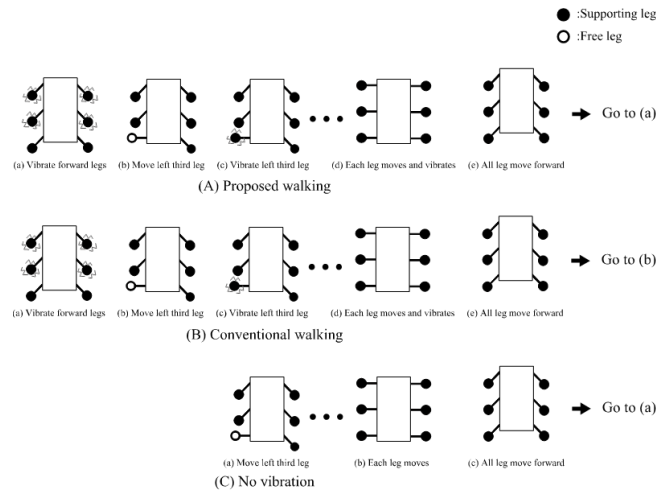 :Supporting leg
:Free leg
Go to (a)
(a) Vibrate forward legs
(b) Move left third leg
(c) Vibrate left third leg
(d) Each leg moves and vibrates
(e) All leg move forward
(A) Proposed walking
Go to (b)
(a) Vibrate forward legs
(b) Move left third leg
(c) Vibrate left third leg
(d) Each leg moves and vibrates
(e) All leg move forward
(B) Conventional walking
Go to (a)
(a) Move left third leg
(b) Each leg moves
(c) All leg move forward
(C) No vibration